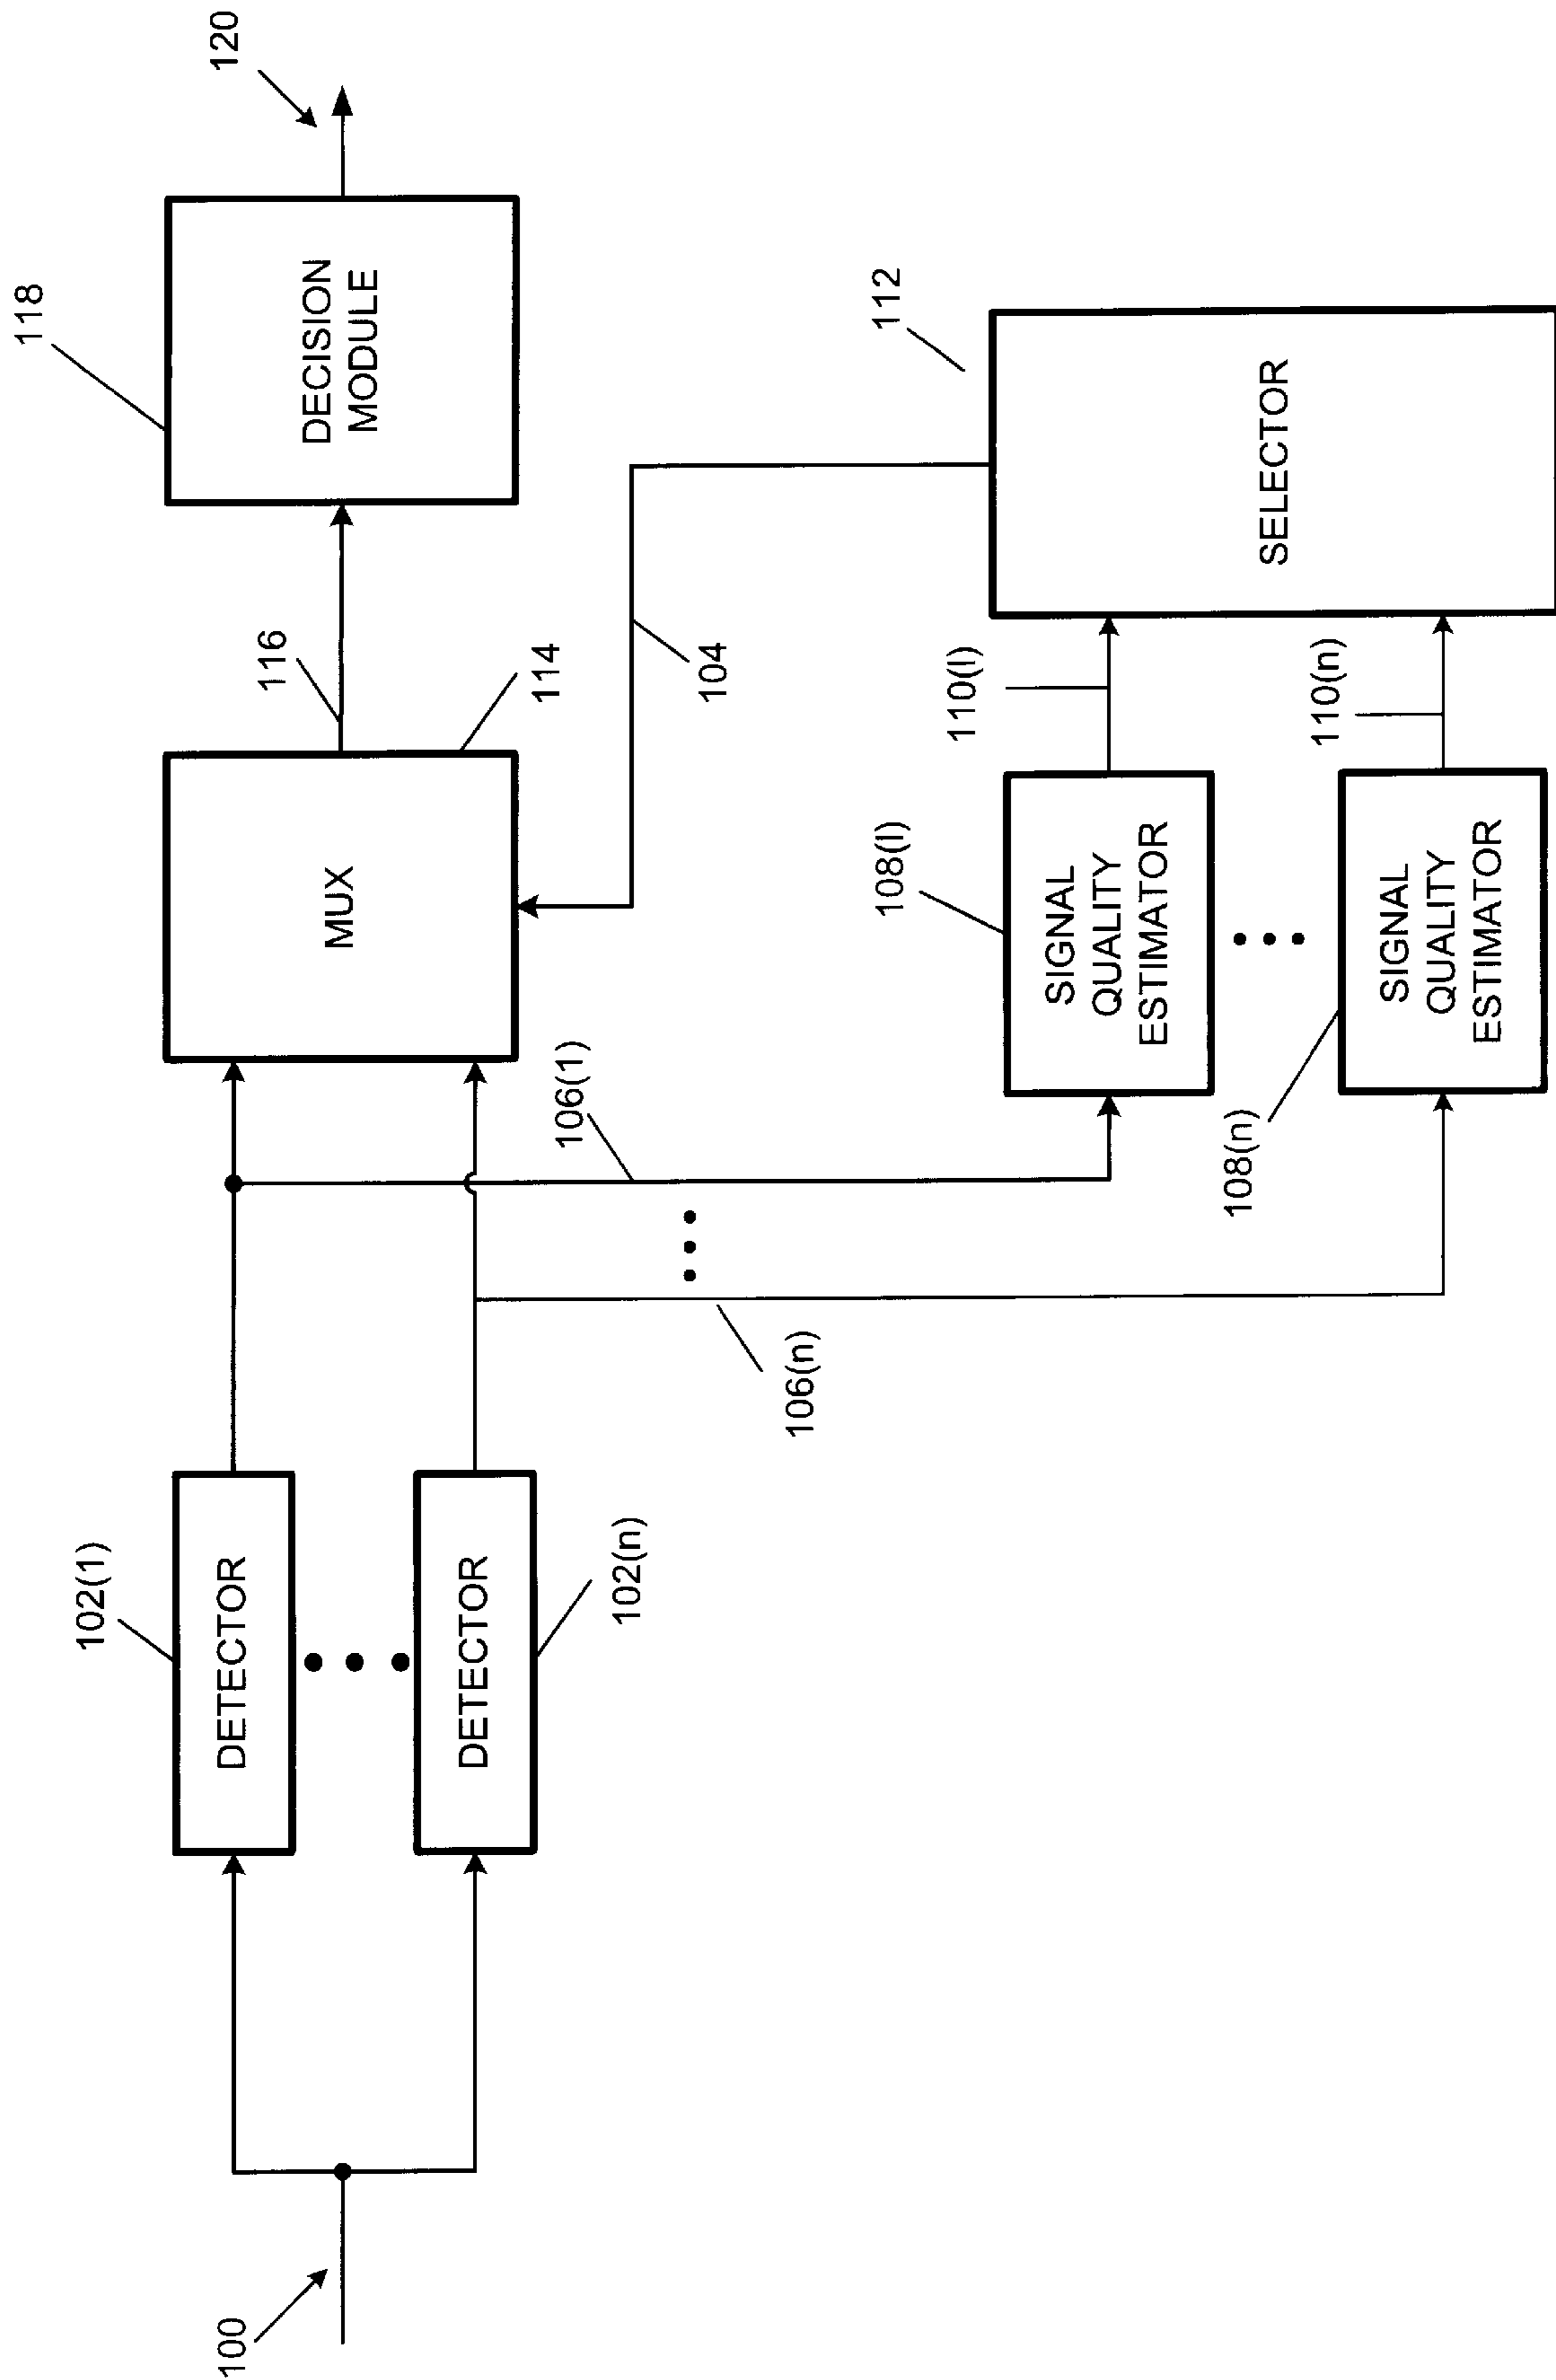 100
102(1)
DETECTOR
DETECTOR
102(n)
106(1)
106(n)
MUX
114
116
118
DECISION
MODULE
120
104
108(l)
SIGNAL
QUALITY
ESTIMATOR
110(l)
108(n)
SIGNAL
QUALITY
ESTIMATOR
110(n)
112
SELECTOR